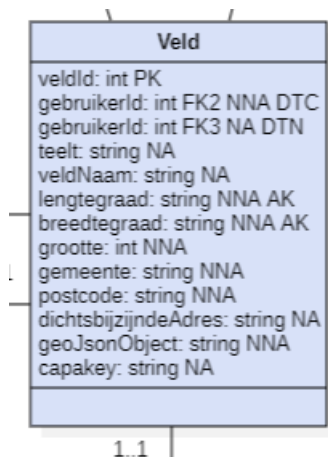 Veld
veldId: int PK
gebruikerId: int FK2 NNA DTC
gebruikerId: int FK3 NA DTN
teelt: string NA
veldNaam: string NA
lengtegraad: string NNA AK
breedtegraad: string NNA AK
grootte: int NNA
gemeente: string NNA
postcode: string NNA
dichtsbijzijndeAdres: string NA
geoJsonObject: string NNA
capakey: string NA
1..1